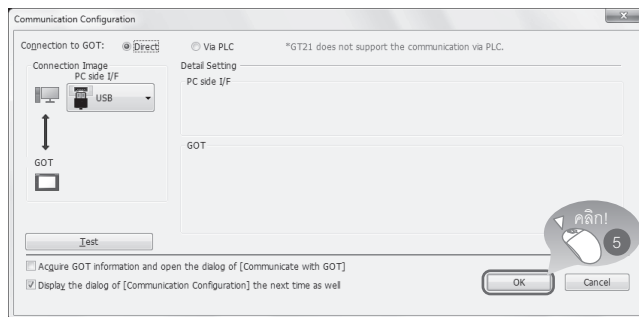 Communication Configuration
x
Connection to GOT:
Direct
Via PLC
*GT21 does not support the communication via PLC.
Connection Image
Detail Setting
PC side I/F
PC side I/F
USB
GOT
GOT
คลิก!
5
Test
Acquire GOT information and open the dialog of [Communicate with GOT]
Display the dialog of [Communication Configuration] the next time as well
OK
Cancel